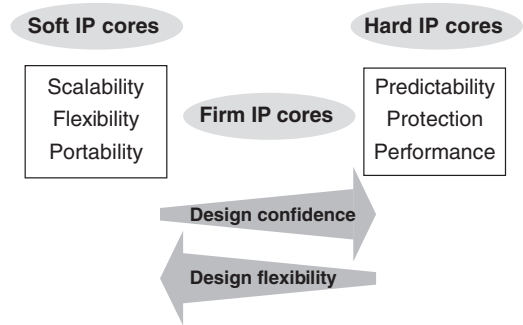 Soft IP cores
Hard IP cores
Scalability
Flexibility
Portability
Firm IP cores
Predictability
Protection
Performance
Design confidence
Design flexibility